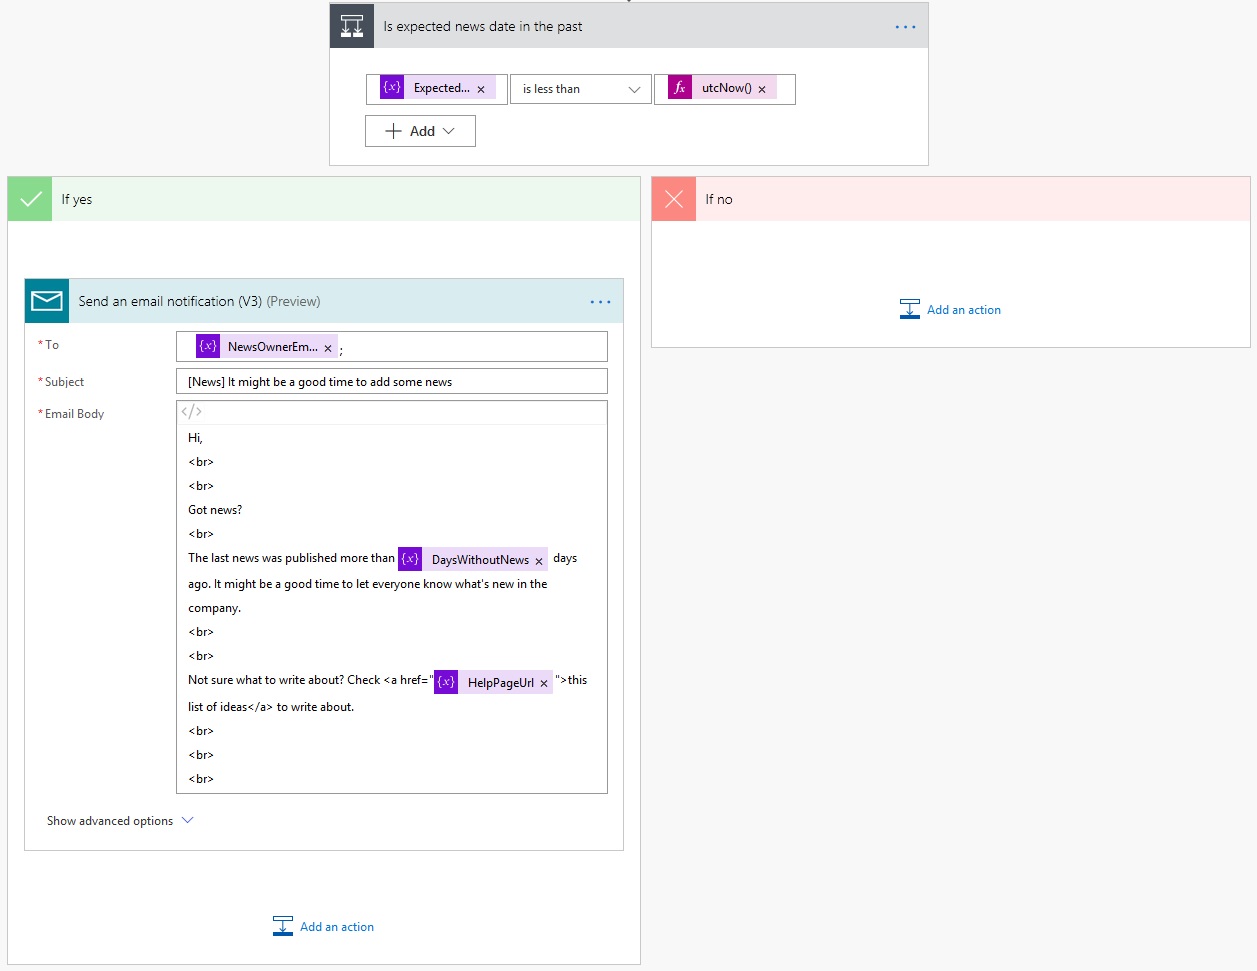 Is expected news date in the past
{x} Expected... × is less than fx utcNow() ×
+ Add
If yes
If no
Send an email notification (V3) (Preview)
Add an action
* To {x} NewsOwnerEm... × ;
* Subject [News] It might be a good time to add some news
* Email Body </>
Hi,
<br>
<br>
Got news?
<br>
The last news was published more than {x} DaysWithoutNews × days
ago. It might be a good time to let everyone know what's new in the
company.
<br>
<br>
Not sure what to write about? Check <a href="{x} HelpPageUrl × ">this
list of ideas</a> to write about.
<br>
<br>
<br>
Show advanced options
Add an action